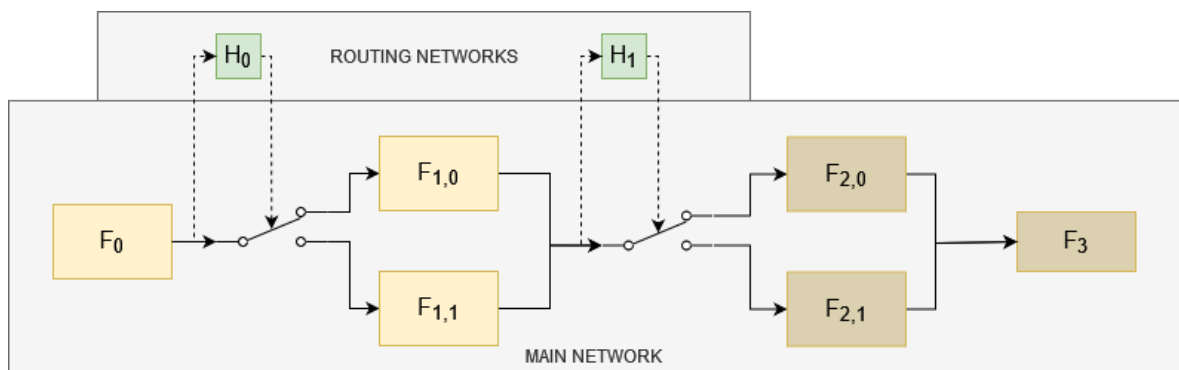 H0
ROUTING NETWORKS
H1
F1,0
F2,0
F0
F3
F1,1
F2,1
MAIN NETWORK